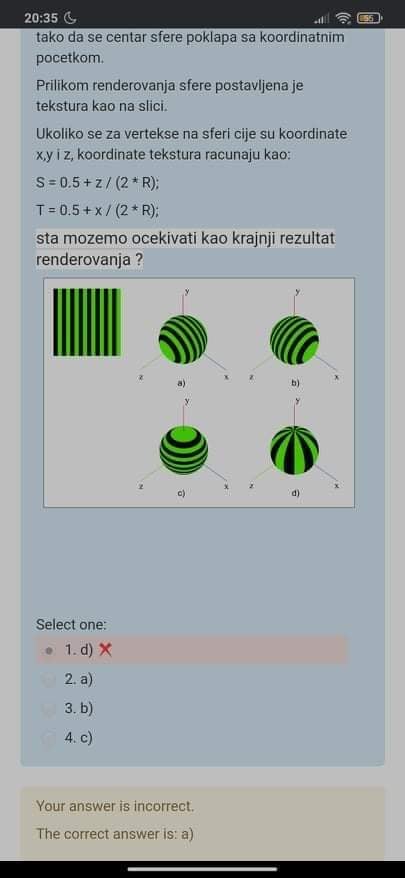 20:35
95
tako da se centar sfere poklapa sa koordinatnim
pocetkom.
Prilikom renderovanja sfere postavljena je
tekstura kao na slici.
Ukoliko se za vertekse na sferi cije su koordinate
x,y i z, koordinate tekstura racunaju kao:
S = 0.5 + z / (2 * R);
T = 0.5 + x / (2 * R);
sta mozemo ocekivati kao krajnji rezultat
renderovanja ?
y y
z x z x
a) b)
y y
z x z x
c) d)
Select one:
1. d)
2. a)
3. b)
4. c)
Your answer is incorrect.
The correct answer is: a)